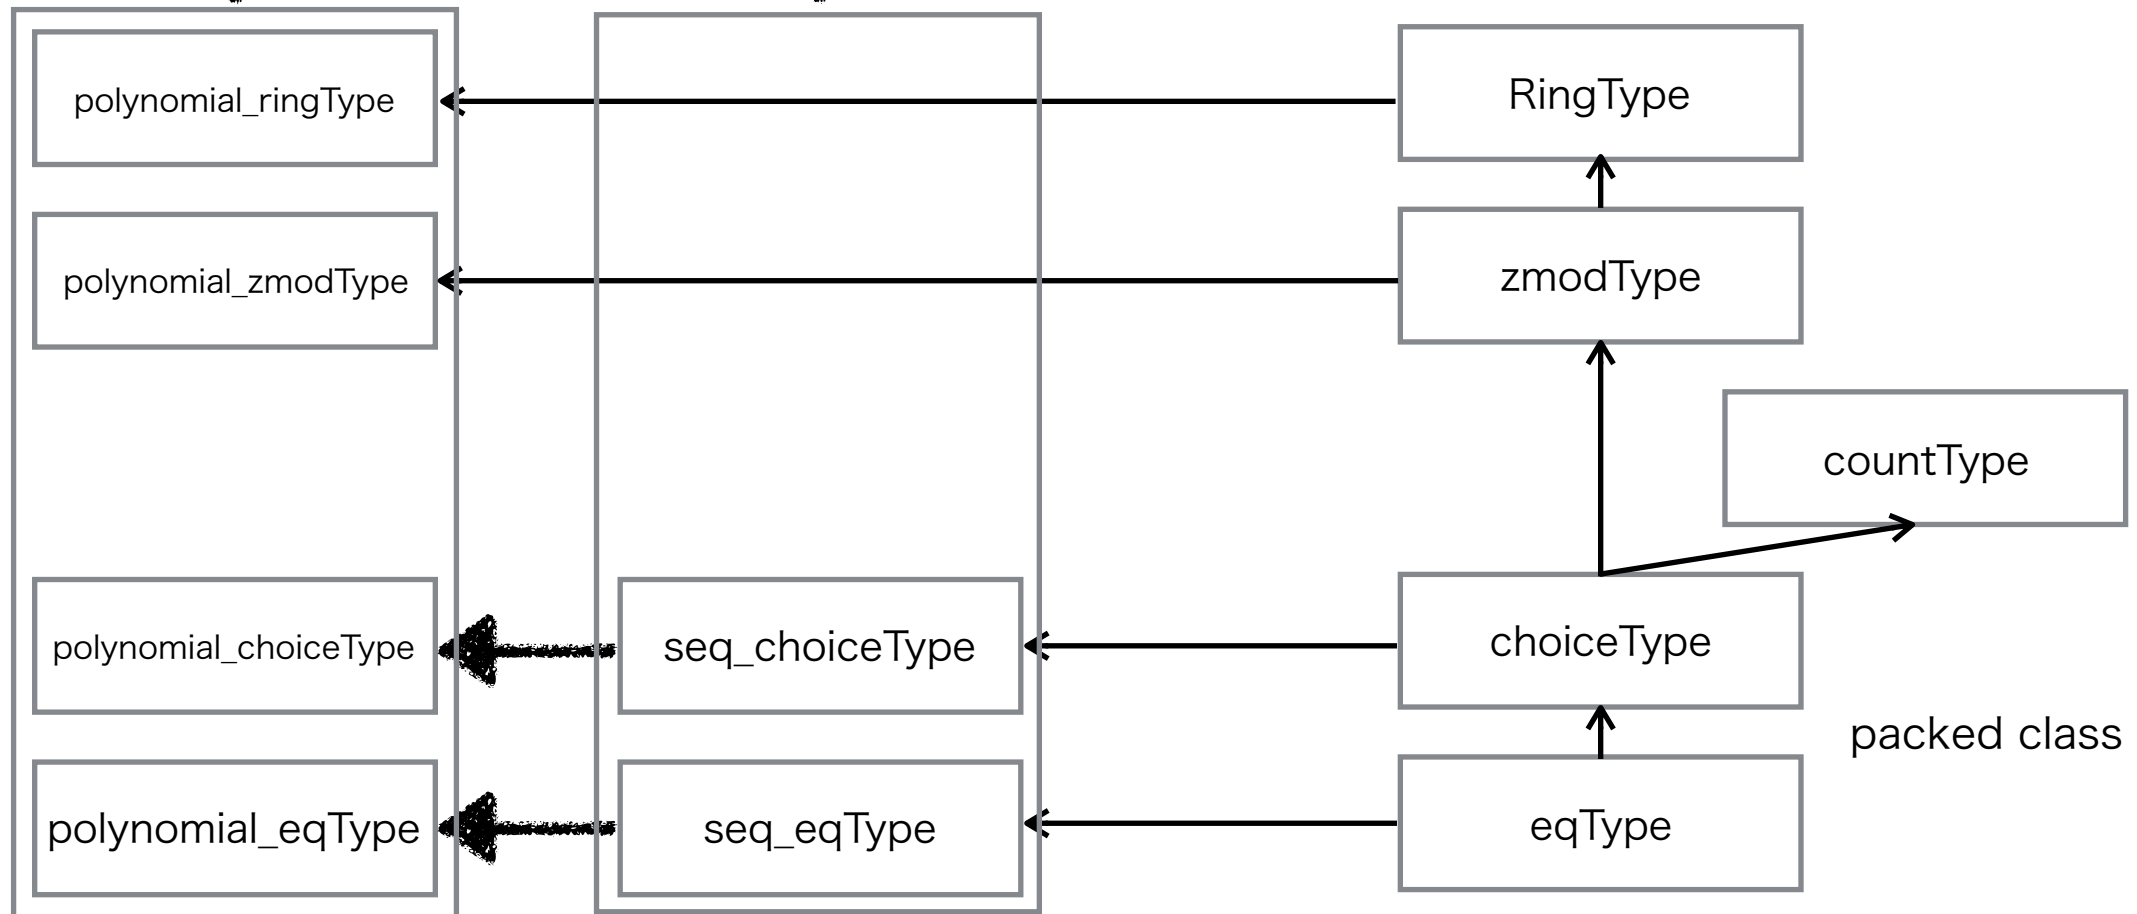 polynomial_ringType
RingType
polynomial_zmodType
zmodType
countType
polynomial_choiceType
seq_choiceType
choiceType
packed class
polynomial_eqType
seq_eqType
eqType